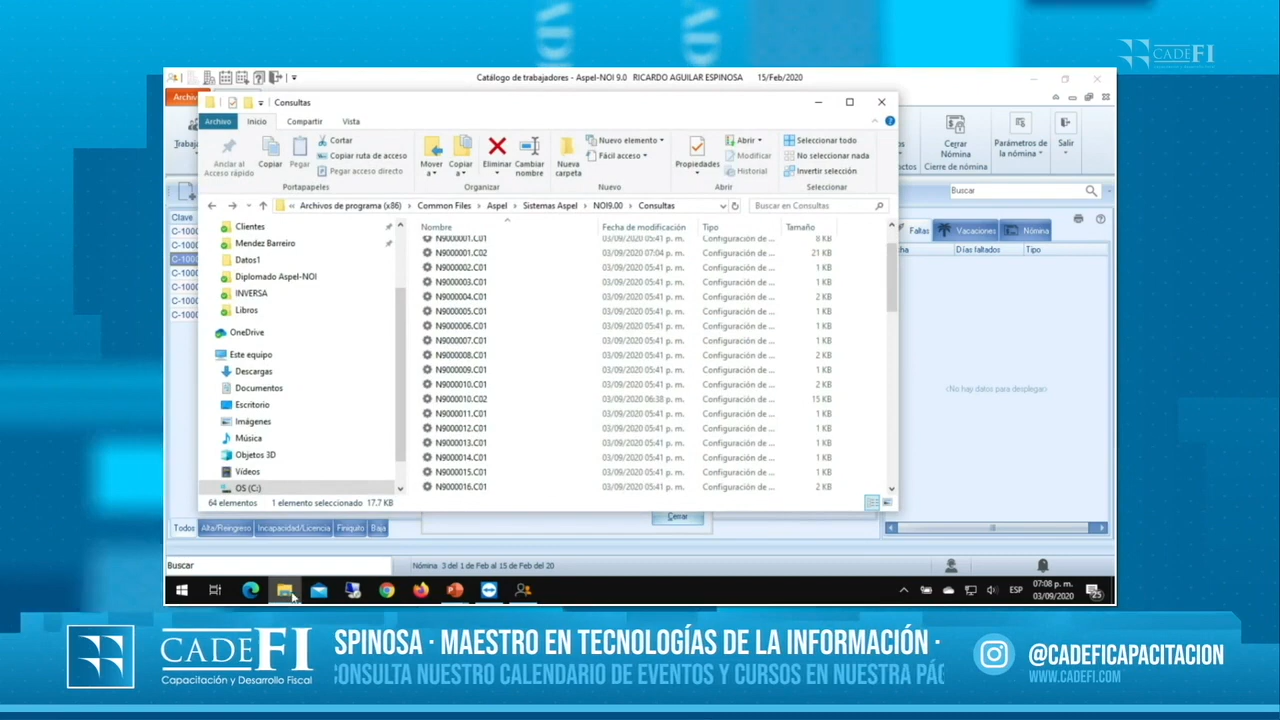 CADEFI
Catálogo de trabajadores - Aspel-NOI 9.0 RICARDO AGUILAR ESPINOSA 15/Feb/2020
Consultas
Archivo Inicio Compartir Vista
Anclar al Acceso rápido
Copiar
Pegar
Cortar
Copiar ruta de acceso
Pegar acceso directo
Portapapeles
Mover a
Copiar a
Eliminar
Cambiar nombre
Organizar
Nueva carpeta
Nuevo elemento
Fácil acceso
Nuevo
Propiedades
Abrir
Modificar
Historial
Abrir
Seleccionar todo
No seleccionar nada
Invertir selección
Seleccionar
Cerrar Nómina
Cierre de nómina
Parámetros de la nómina
Salir
Buscar
« Archivos de programa (x86) > Common Files > Aspel > Sistemas Aspel > NOI9.00 > Consultas
Buscar en Consultas
Clave
Clientes
Mendez Barreiro
Datos1
Diplomado Aspel-NOI
INVERSA
Libros
OneDrive
Este equipo
Descargas
Documentos
Escritorio
Imágenes
Música
Objetos 3D
Vídeos
OS (C:)
Nombre Fecha de modificación Tipo Tamaño
N9000001.C01 03/09/2020 05:41 p. m. Configuración de ... 8 KB
N9000001.C02 03/09/2020 07:04 p. m. Configuración de ... 21 KB
N9000002.C01 03/09/2020 05:41 p. m. Configuración de ... 1 KB
N9000003.C01 03/09/2020 05:41 p. m. Configuración de ... 1 KB
N9000004.C01 03/09/2020 05:41 p. m. Configuración de ... 2 KB
N9000005.C01 03/09/2020 05:41 p. m. Configuración de ... 1 KB
N9000006.C01 03/09/2020 05:41 p. m. Configuración de ... 1 KB
N9000007.C01 03/09/2020 05:41 p. m. Configuración de ... 1 KB
N9000008.C01 03/09/2020 05:41 p. m. Configuración de ... 2 KB
N9000009.C01 03/09/2020 05:41 p. m. Configuración de ... 1 KB
N9000010.C01 03/09/2020 05:41 p. m. Configuración de ... 2 KB
N9000010.C02 03/09/2020 06:38 p. m. Configuración de ... 15 KB
N9000011.C01 03/09/2020 05:41 p. m. Configuración de ... 1 KB
N9000012.C01 03/09/2020 05:41 p. m. Configuración de ... 1 KB
N9000013.C01 03/09/2020 05:41 p. m. Configuración de ... 1 KB
N9000014.C01 03/09/2020 05:41 p. m. Configuración de ... 1 KB
N9000015.C01 03/09/2020 05:41 p. m. Configuración de ... 1 KB
N9000016.C01 03/09/2020 05:41 p. m. Configuración de ... 2 KB
64 elementos 1 elemento seleccionado 17.7 KB
Faltas Vacaciones Nómina
Días faltados Tipo
<No hay datos para desplegar>
Cerrar
Todos Alta/Reingreso Incapacidad/Licencia Finiquito Baja
Buscar
Nómina 3 del 1 de Feb al 15 de Feb del 20
ESP
07:08 p. m.
03/09/2020
25
CADEFI
Capacitación y Desarrollo Fiscal
SPINOSA · MAESTRO EN TECNOLOGÍAS DE LA INFORMACIÓN ·
CONSULTA NUESTRO CALENDARIO DE EVENTOS Y CURSOS EN NUESTRA PÁG
@CADEFICAPACITACION
WWW.CADEFI.COM